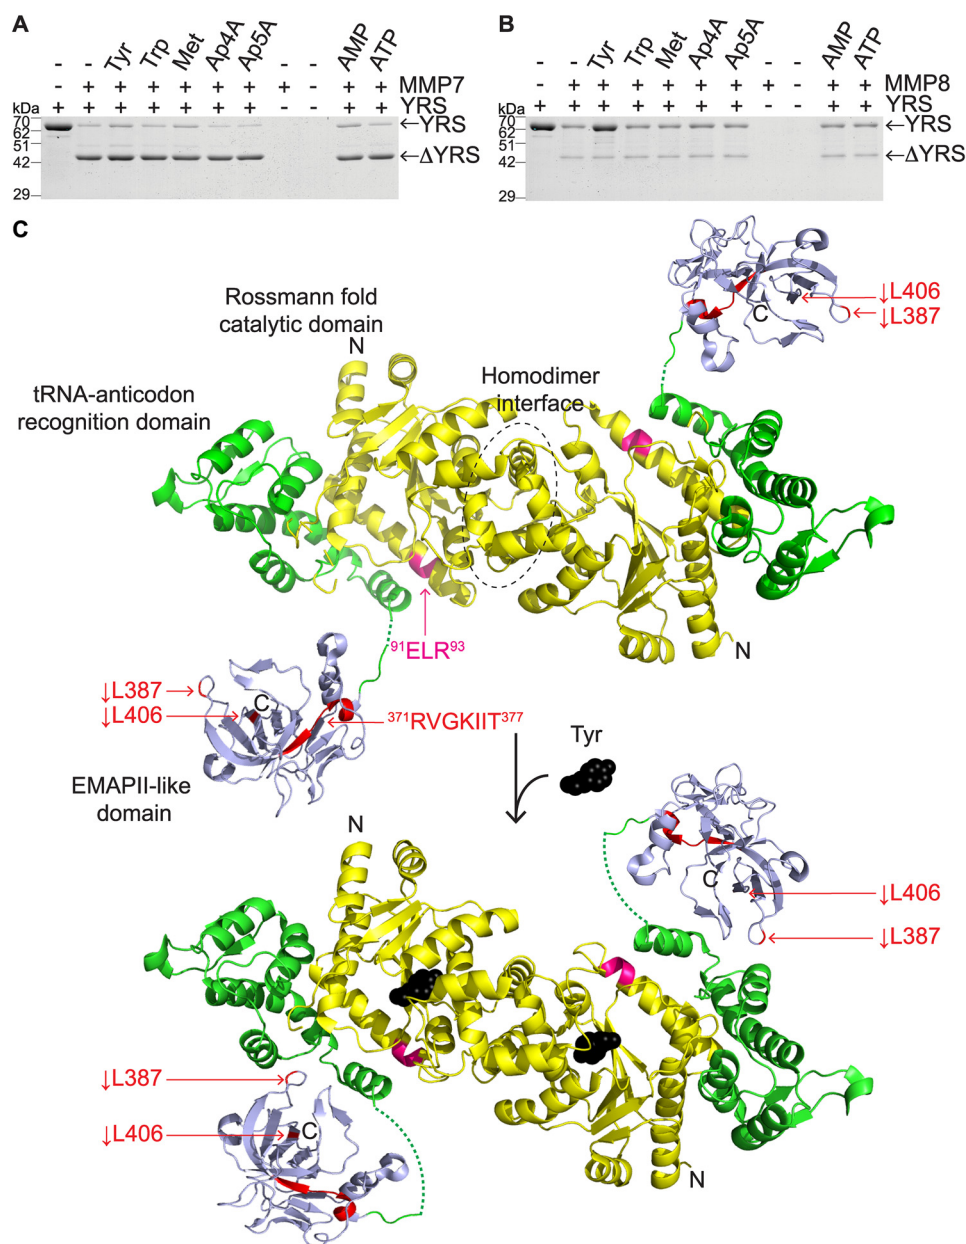 A
- - Tyr Trp Met Ap4A Ap5A - - AMP ATP
- + + + + + + + - + + MMP7
+ + + + + + + - - + + YRS
kDa
70
62
51
42
29
←YRS
←ΔYRS
B
- - Tyr Trp Met Ap4A Ap5A - - AMP ATP
- + + + + + + + - + + MMP8
+ + + + + + + - - + + YRS
kDa
70
62
51
42
29
←YRS
←ΔYRS
C
↓L406
↓L387
C
Rossmann fold
catalytic domain
N
Homodimer
interface
tRNA-anticodon
recognition domain
⁹¹ELR⁹³
N
↓L387
↓L406
C
³⁷¹RVGKIIT³⁷⁷
Tyr
EMAPII-like
domain
N
C
↓L406
↓L387
↓L387
↓L406
C
N